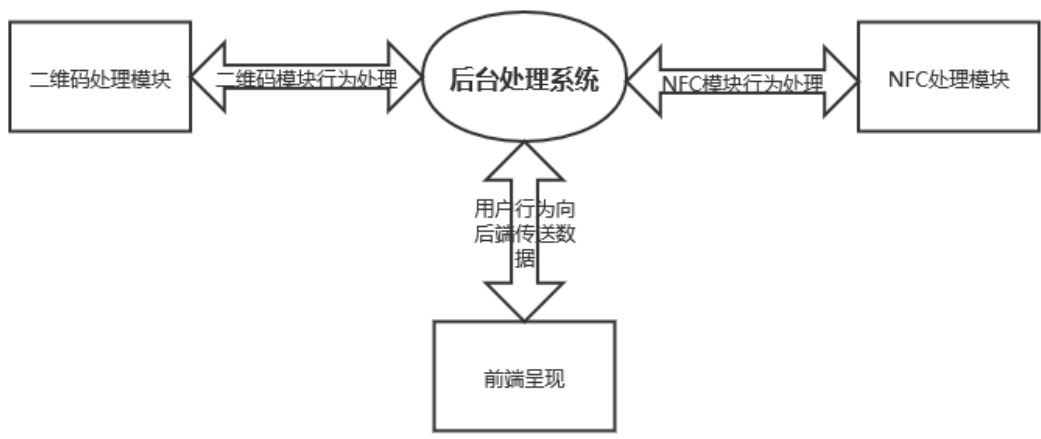 二维码处理模块
二维码模块行为处理
后台处理系统
NFC模块行为处理
NFC处理模块
用户行为向
后端传送数
据
前端呈现